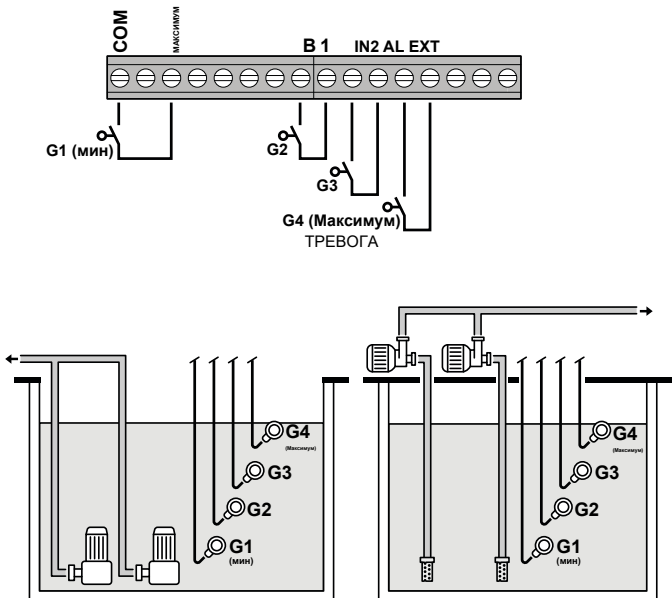 COM
МАКСИМУМ
B 1 IN2 AL EXT
G1 (мин)
G2
G3
G4 (Максимум)
ТРЕВОГА
G4
(Максимум)
G3
G2
G1
(мин)
G4
(Максимум)
G3
G2
G1
(мин)